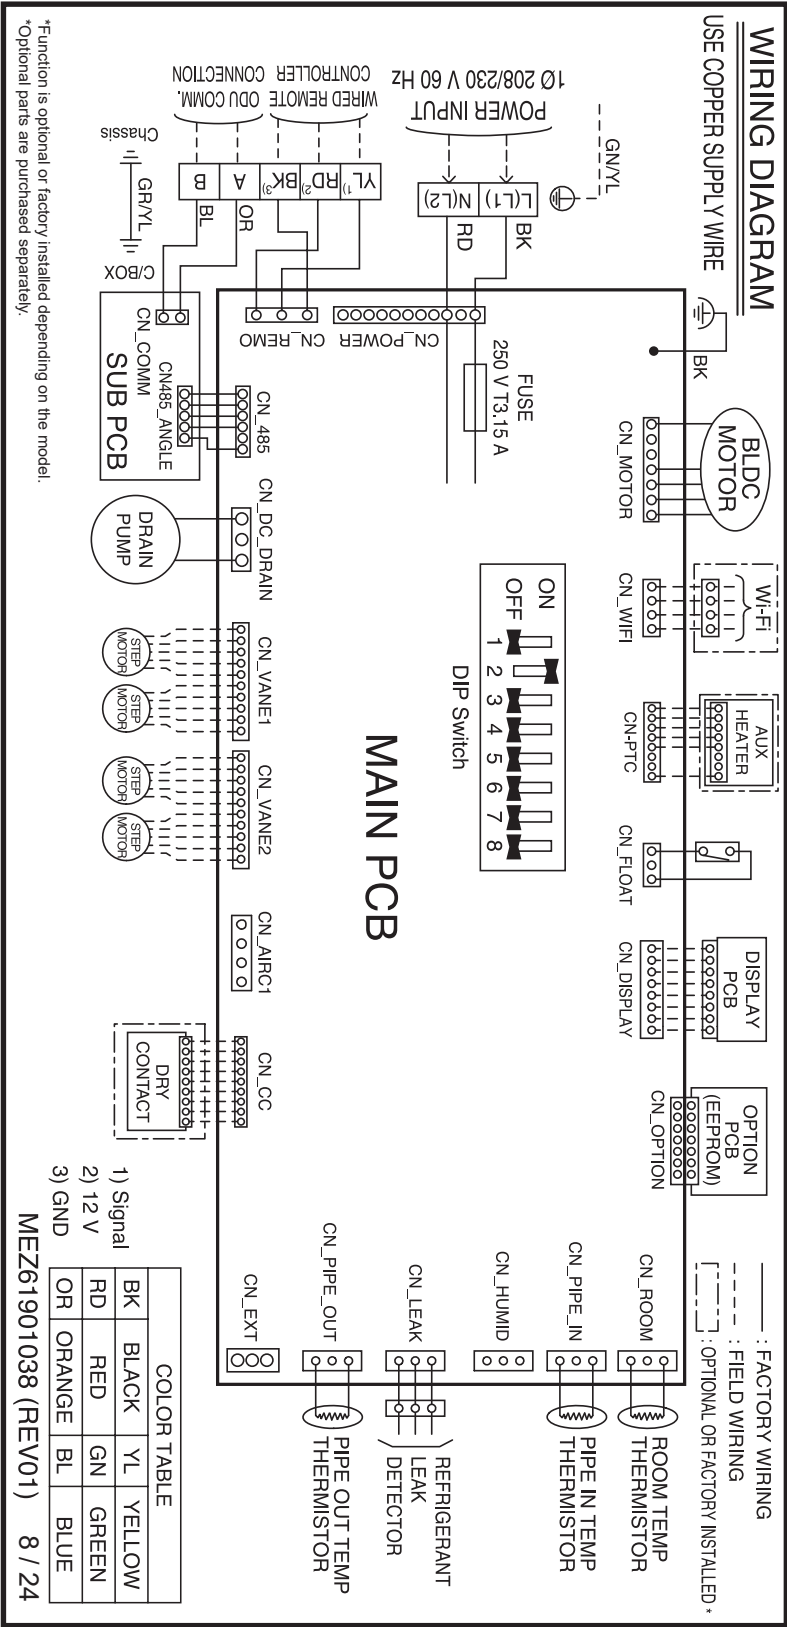 WIRING DIAGRAM
USE COPPER SUPPLY WIRE
: FACTORY WIRING
: FIELD WIRING
: OPTIONAL OR FACTORY INSTALLED *
GN/YL
POWER INPUT
1Ø 208/230 V 60 Hz
L(L1)
N(L2)
BK
RD
WIRED REMOTE
CONTROLLER
ODU COMM.
CONNECTION
YL 1)
RD 2)
BK 3)
A
B
OR
BL
Chassis
GR/YL
C/BOX
BK
BLDC
MOTOR
CN_MOTOR
Wi-Fi
CN_WIFI
AUX
HEATER
CN-PTC
CN_FLOAT
DISPLAY
PCB
CN_DISPLAY
OPTION
PCB
(EEPROM)
CN_OPTION
CN_POWER
CN_REMO
FUSE
250 V T3.15 A
ON
OFF
1 2 3 4 5 6 7 8
DIP Switch
MAIN PCB
CN_ROOM
ROOM TEMP
THERMISTOR
CN_PIPE_IN
PIPE IN TEMP
THERMISTOR
CN_HUMID
CN_LEAK
REFRIGERANT
LEAK
DETECTOR
CN_PIPE_OUT
PIPE OUT TEMP
THERMISTOR
CN_EXT
CN_COMM
CN485_ANGLE
SUB PCB
CN_485
CN_DC_DRAIN
DRAIN
PUMP
CN_VANE1
STEP
MOTOR
STEP
MOTOR
CN_VANE2
STEP
MOTOR
STEP
MOTOR
CN_AIRC1
CN_CC
DRY
CONTACT
1) Signal
2) 12 V
3) GND
COLOR TABLE
BK BLACK YL YELLOW
RD RED GN GREEN
OR ORANGE BL BLUE
*Function is optional or factory installed depending on the model.
*Optional parts are purchased separately.
MEZ61901038 (REV01) 8 / 24